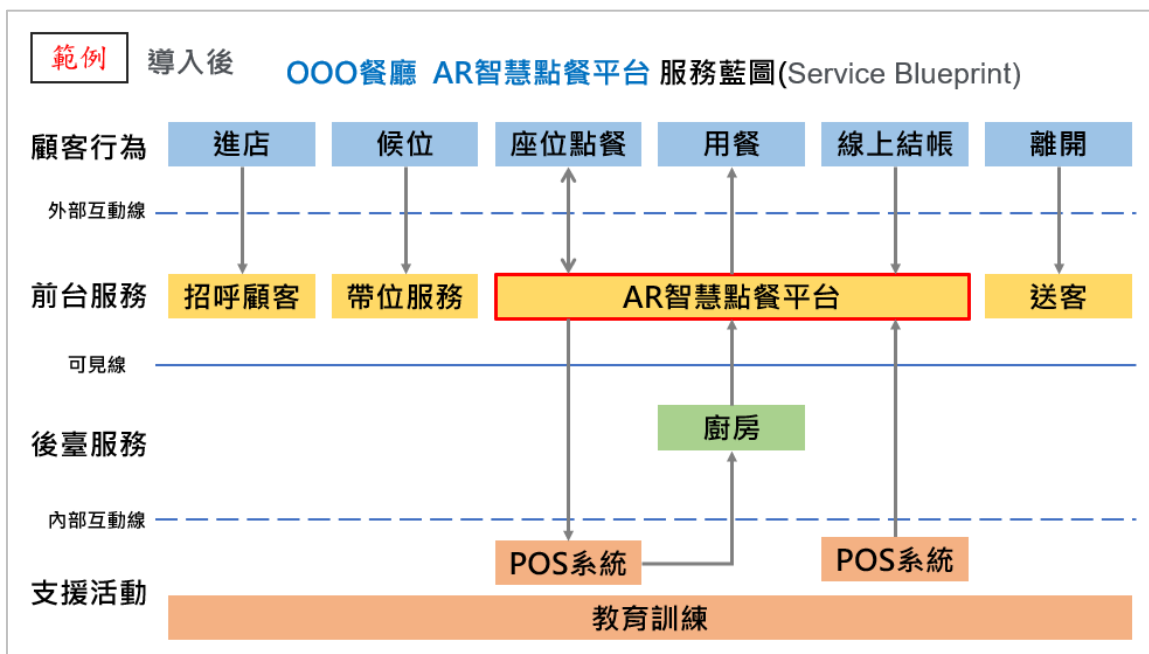 範例 導入後 OOO餐廳 AR智慧點餐平台 服務藍圖(Service Blueprint)
顧客行為 進店 候位 座位點餐 用餐 線上結帳 離開
外部互動線
前台服務 招呼顧客 帶位服務 AR智慧點餐平台 送客
可見線
後臺服務 廚房
內部互動線
POS系統 POS系統
支援活動
教育訓練